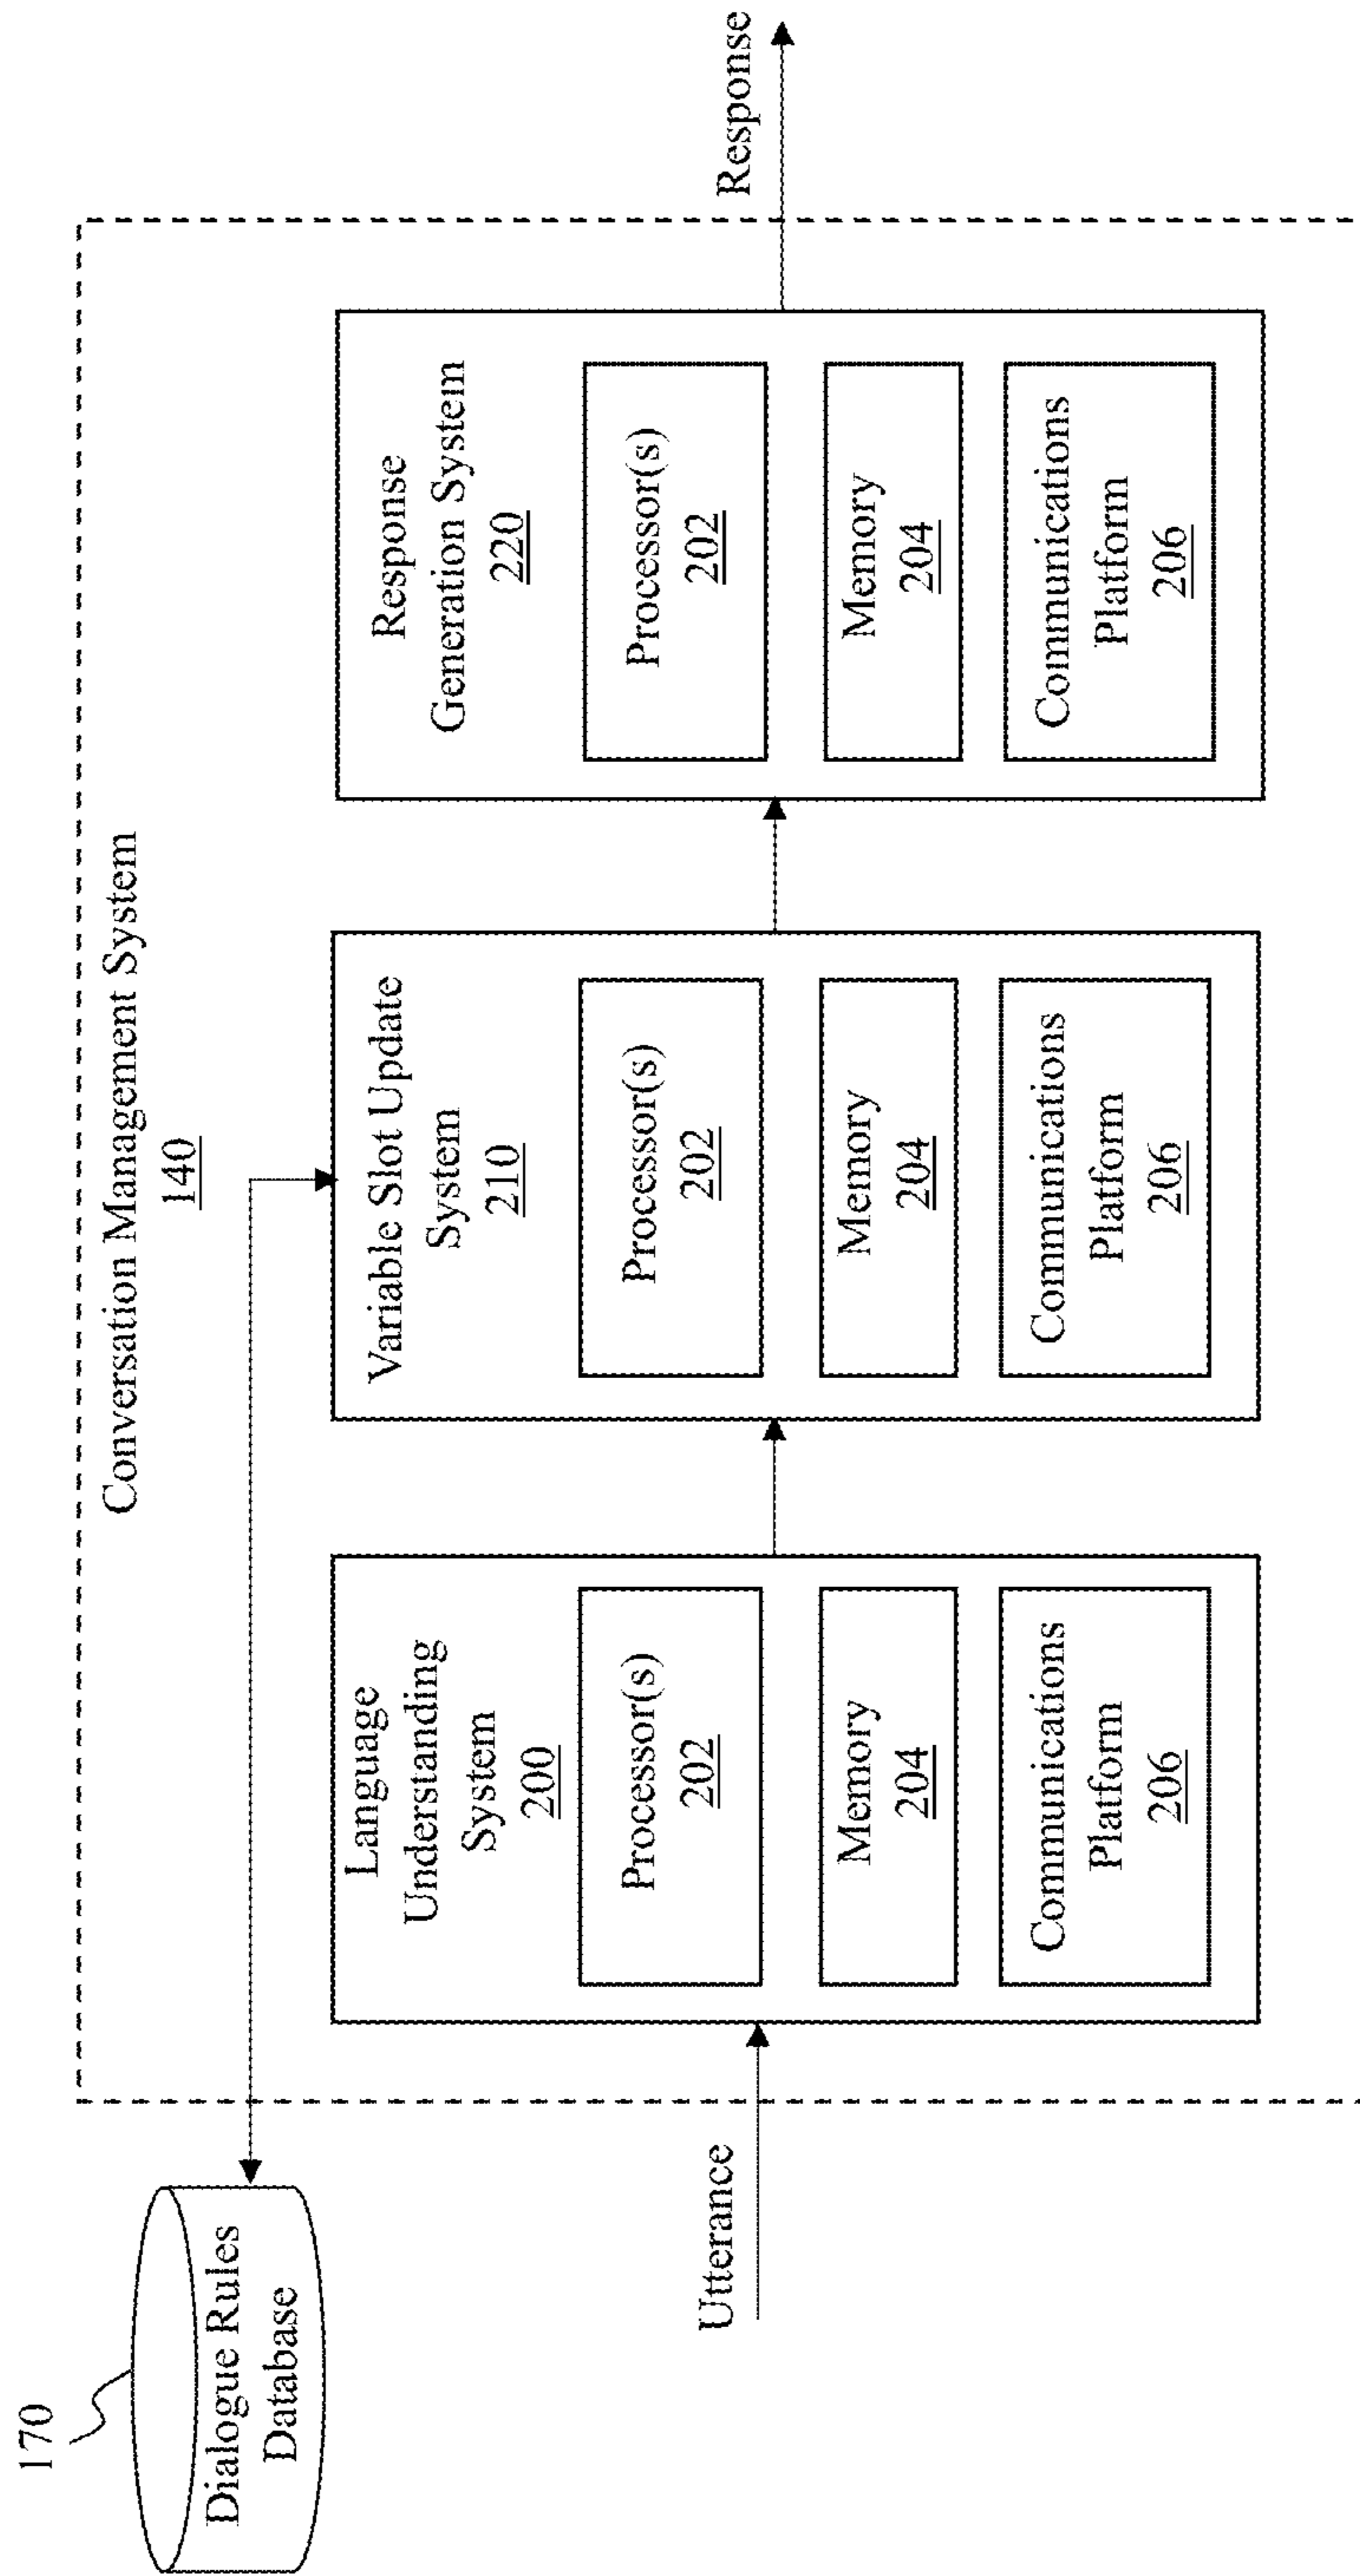 170
Dialogue Rules
Database
Conversation Management System
140
Utterance
Language
Understanding
System
200
Processor(s)
202
Memory
204
Communications
Platform
206
Variable Slot Update
System
210
Processor(s)
202
Memory
204
Communications
Platform
206
Response
Generation System
220
Processor(s)
202
Memory
204
Communications
Platform
206
Response